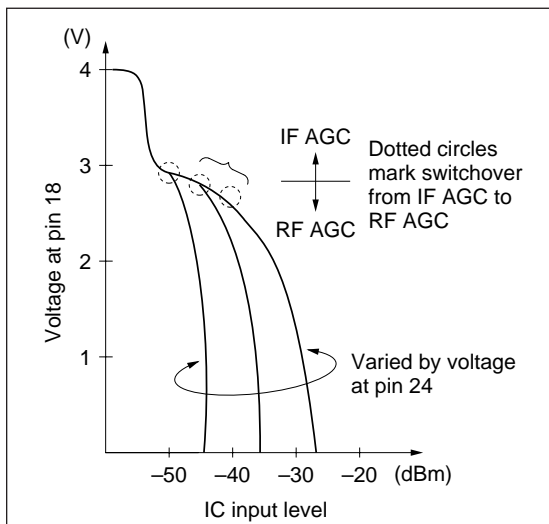 (V)
4
3
2
1
Voltage at pin 18
IF AGC
RF AGC
Dotted circles
mark switchover
from IF AGC to
RF AGC
Varied by voltage
at pin 24
–50
–40
–30
–20
(dBm)
IC input level